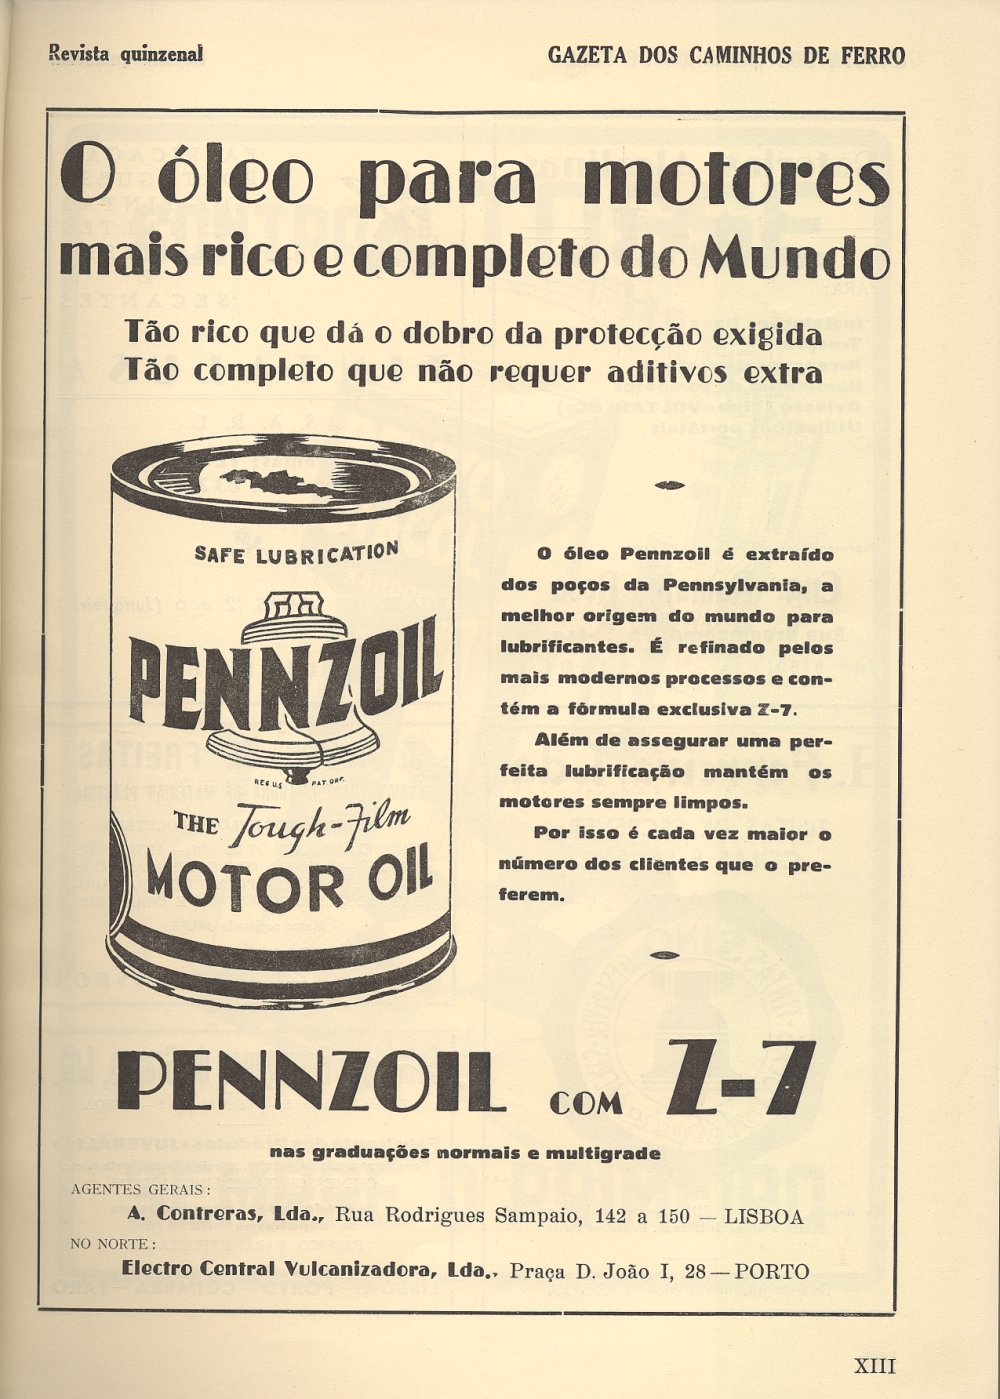 Revista quinzenal
GAZETA DOS CAMINHOS DE FERRO
O óleo para motores
mais rico e completo do Mundo
Tão rico que dá o dobro da protecção exigida
Tão completo que não requer aditivos extra
SAFE LUBRICATION
PENNZOIL
REG U.S. PAT OFF.
THE Tough-Film
MOTOR OIL
O óleo Pennzoil é extraído
dos poços da Pennsylvania, a
melhor origem do mundo para
lubrificantes. É refinado pelos
mais modernos processos e con-
tém a fórmula exclusiva Z-7.
Além de assegurar uma per-
feita lubrificação mantém os
motores sempre limpos.
Por isso é cada vez maior o
número dos clientes que o pre-
ferem.
PENNZOIL COM Z-7
nas graduações normais e multigrade
AGENTES GERAIS:
A. Contreras, Lda., Rua Rodrigues Sampaio, 142 a 150 — LISBOA
NO NORTE:
Electro Central Vulcanizadora, Lda., Praça D. João I, 28 — PORTO
XIII